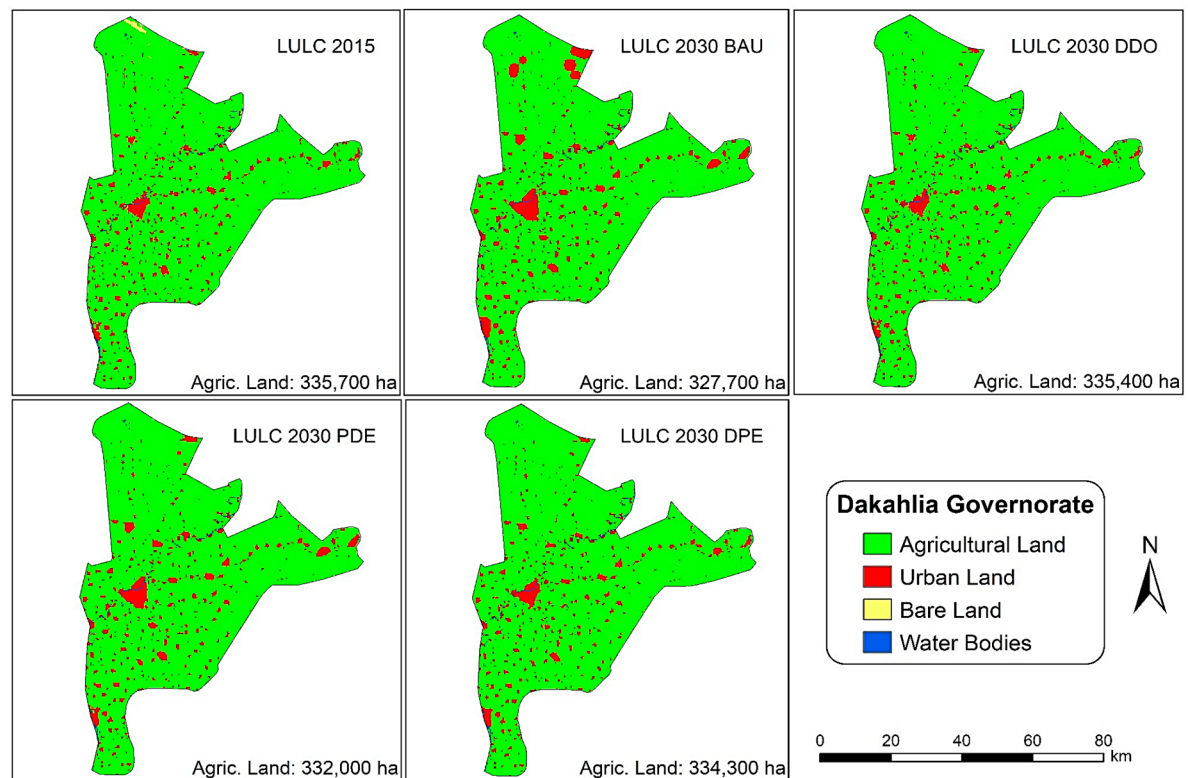 LULC 2015
Agric. Land: 335,700 ha
LULC 2030 BAU
Agric. Land: 327,700 ha
LULC 2030 DDO
Agric. Land: 335,400 ha
LULC 2030 PDE
Agric. Land: 332,000 ha
LULC 2030 DPE
Agric. Land: 334,300 ha
Dakahlia Governorate
Agricultural Land
Urban Land
Bare Land
Water Bodies
N
0 20 40 60 80
km